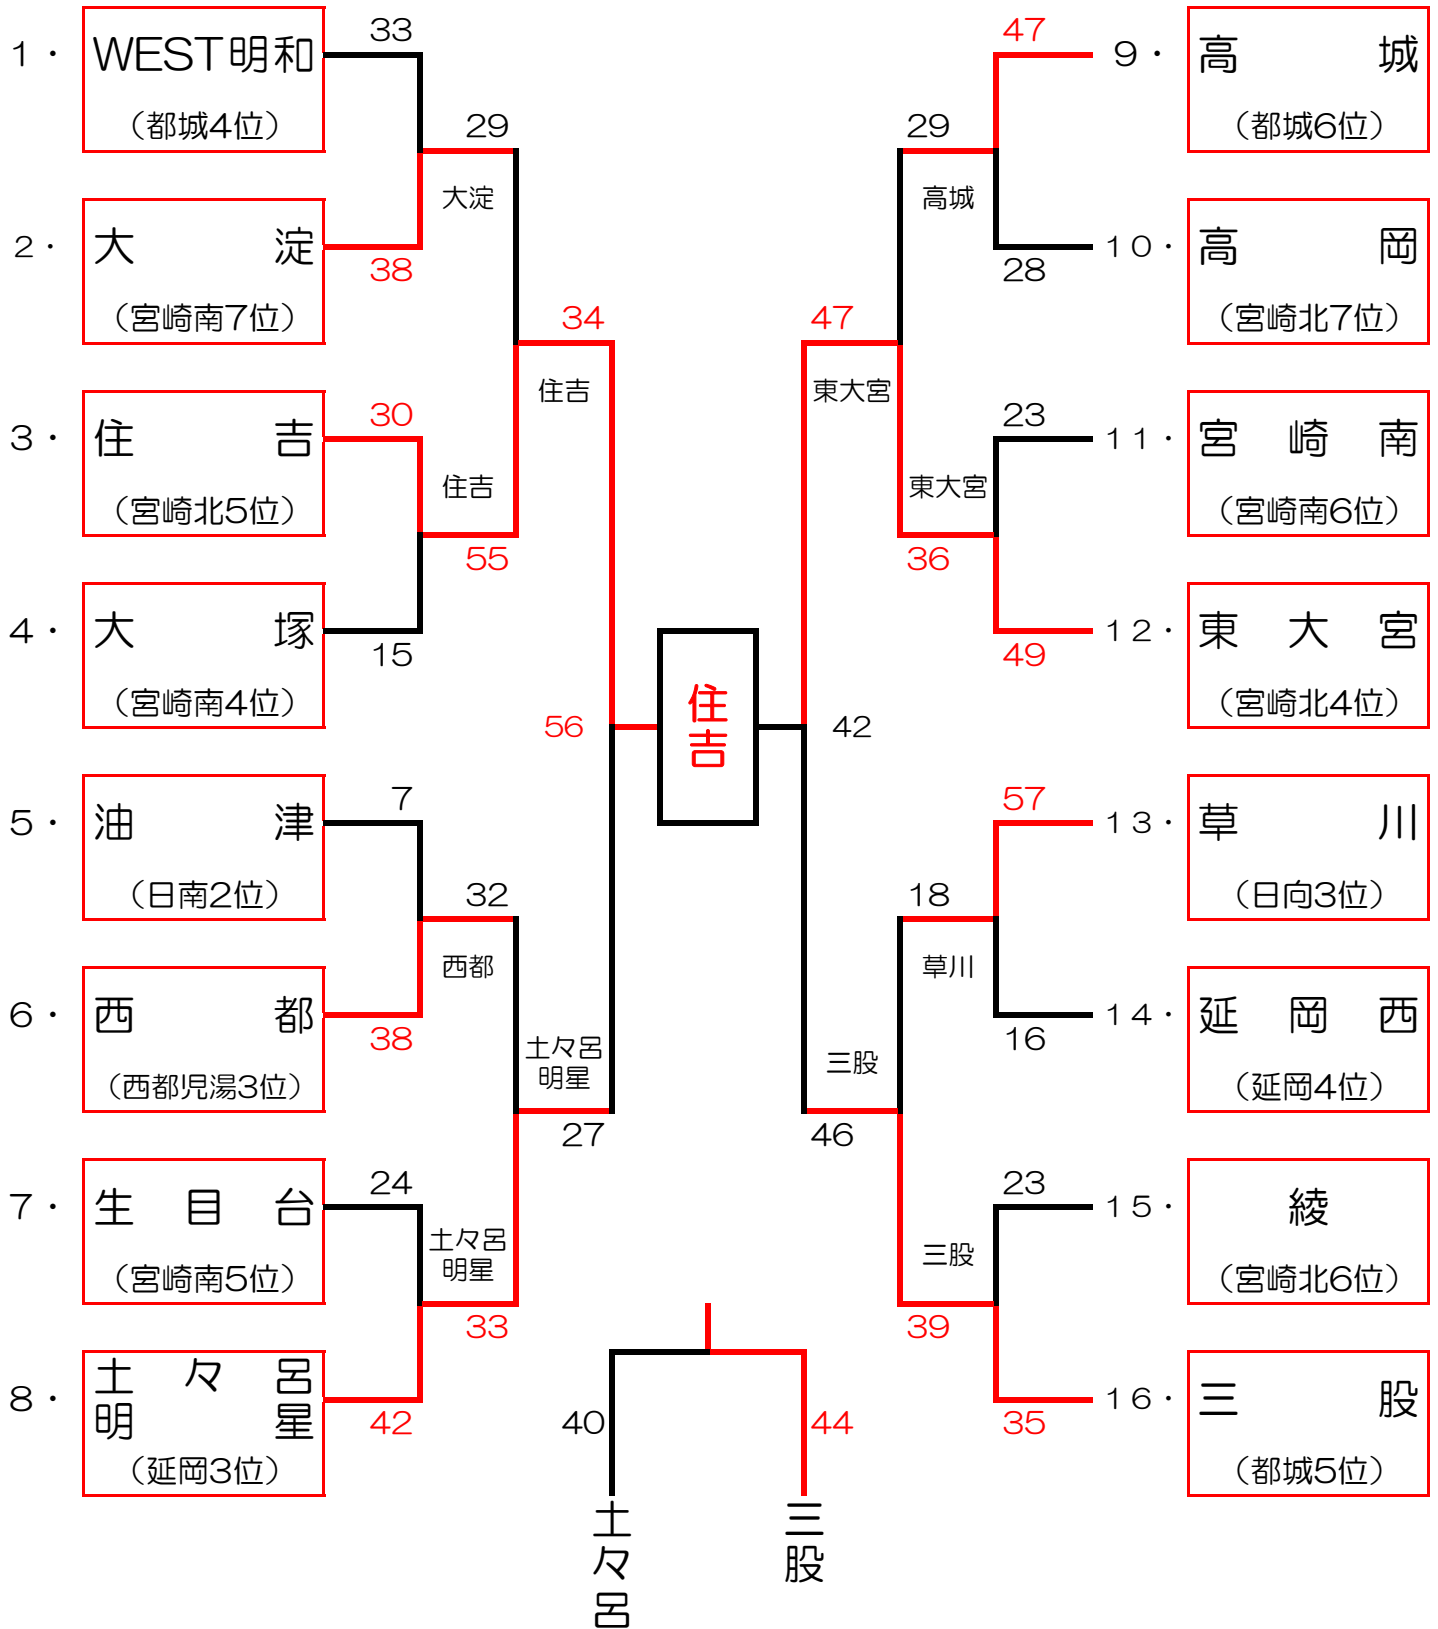 1・ WEST明和
(都城4位)
33
2・ 大淀
(宮崎南7位)
38
29
大淀
3・ 住吉
(宮崎北5位)
30
4・ 大塚
(宮崎南4位)
15
住吉
55
34
住吉
5・ 油津
(日南2位)
7
6・ 西都
(西都児湯3位)
38
32
西都
7・ 生目台
(宮崎南5位)
24
8・ 土々呂
明星
(延岡3位)
42
土々呂
明星
33
土々呂
明星
27
56
住吉
42
9・ 高城
(都城6位)
47
10・ 高岡
(宮崎北7位)
28
29
高城
11・ 宮崎南
(宮崎南6位)
23
12・ 東大宮
(宮崎北4位)
49
東大宮
36
47
東大宮
13・ 草川
(日向3位)
57
14・ 延岡西
(延岡4位)
16
18
草川
15・ 綾
(宮崎北6位)
23
16・ 三股
(都城5位)
35
三股
39
三股
46
40
44
土々呂
三股